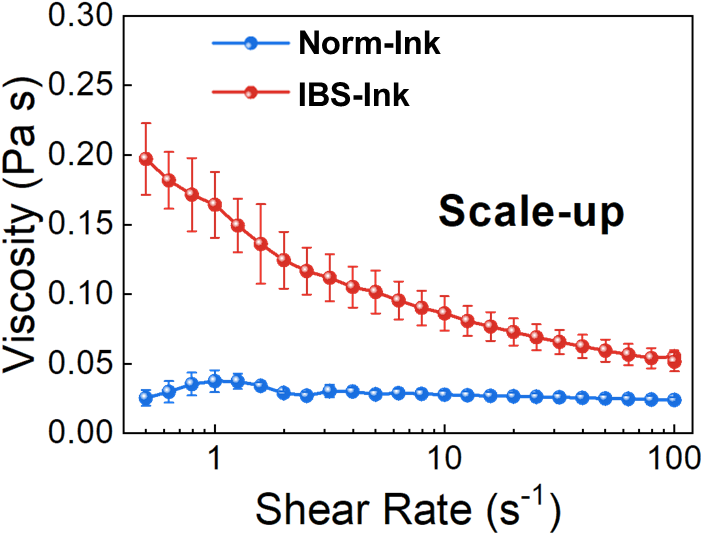 Norm-Ink
IBS-Ink
Scale-up
Viscosity (Pa s)
0.30
0.25
0.20
0.15
0.10
0.05
0.00
1
10
100
Shear Rate (s⁻¹)